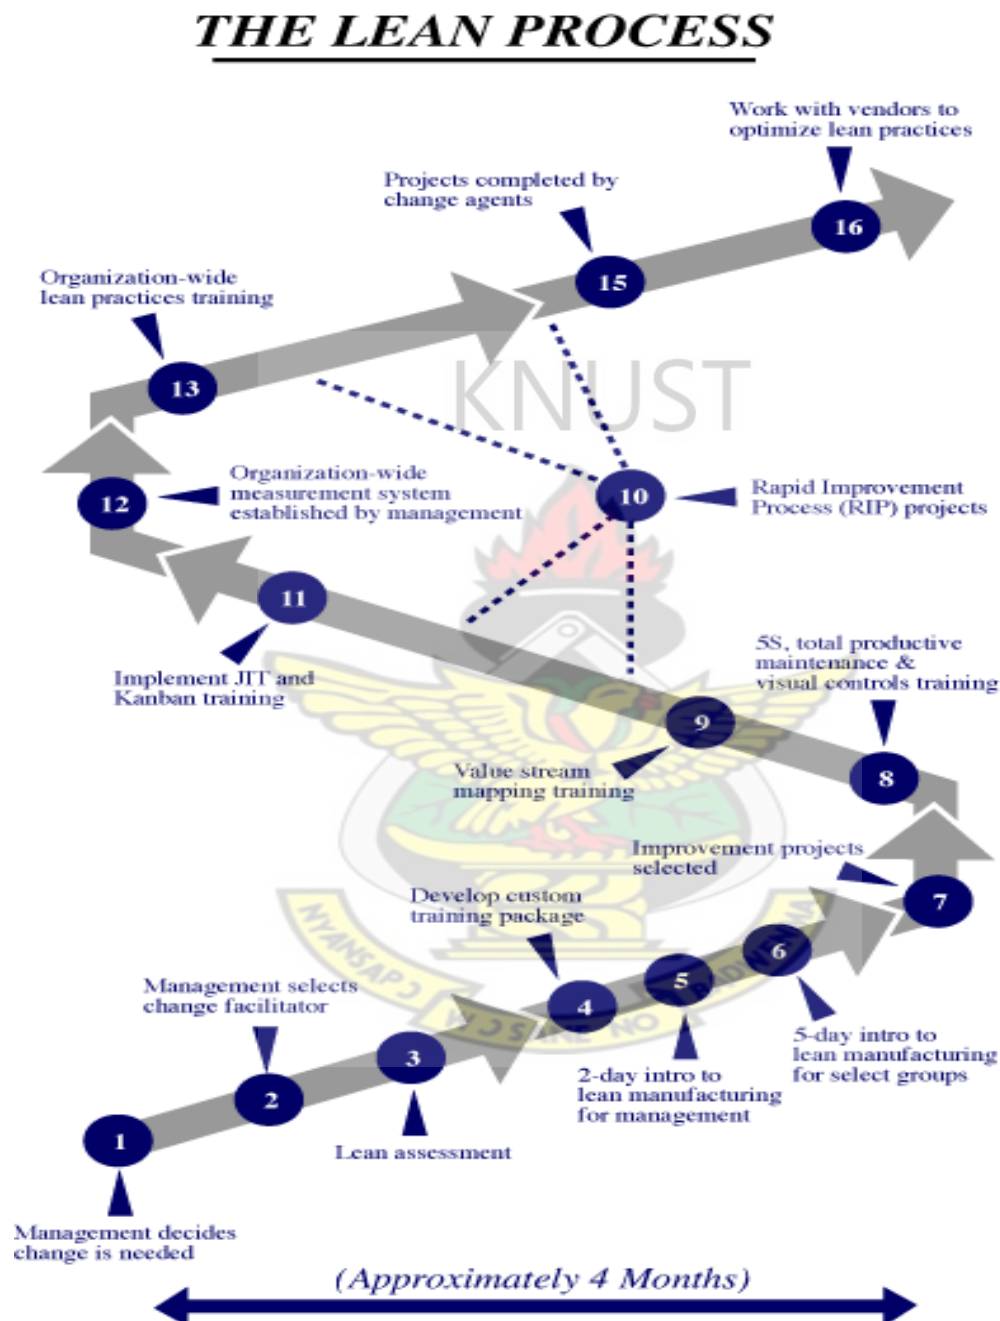 THE LEAN PROCESS
Work with vendors to
optimize lean practices
16
Projects completed by
change agents
15
Organization-wide
lean practices training
13
KNUST
Organization-wide
measurement system
established by management
12
10
Rapid Improvement
Process (RIP) projects
11
Implement JIT and
Kanban training
5S, total productive
maintenance &
visual controls training
9
8
Value stream
mapping training
Improvement projects
selected
7
Develop custom
training package
4
5
6
NYANSAPƆ
Management selects
change facilitator
5-day intro to
lean manufacturing
for select groups
2-day intro to
lean manufacturing
for management
3
2
1
Lean assessment
Management decides
change is needed
(Approximately 4 Months)